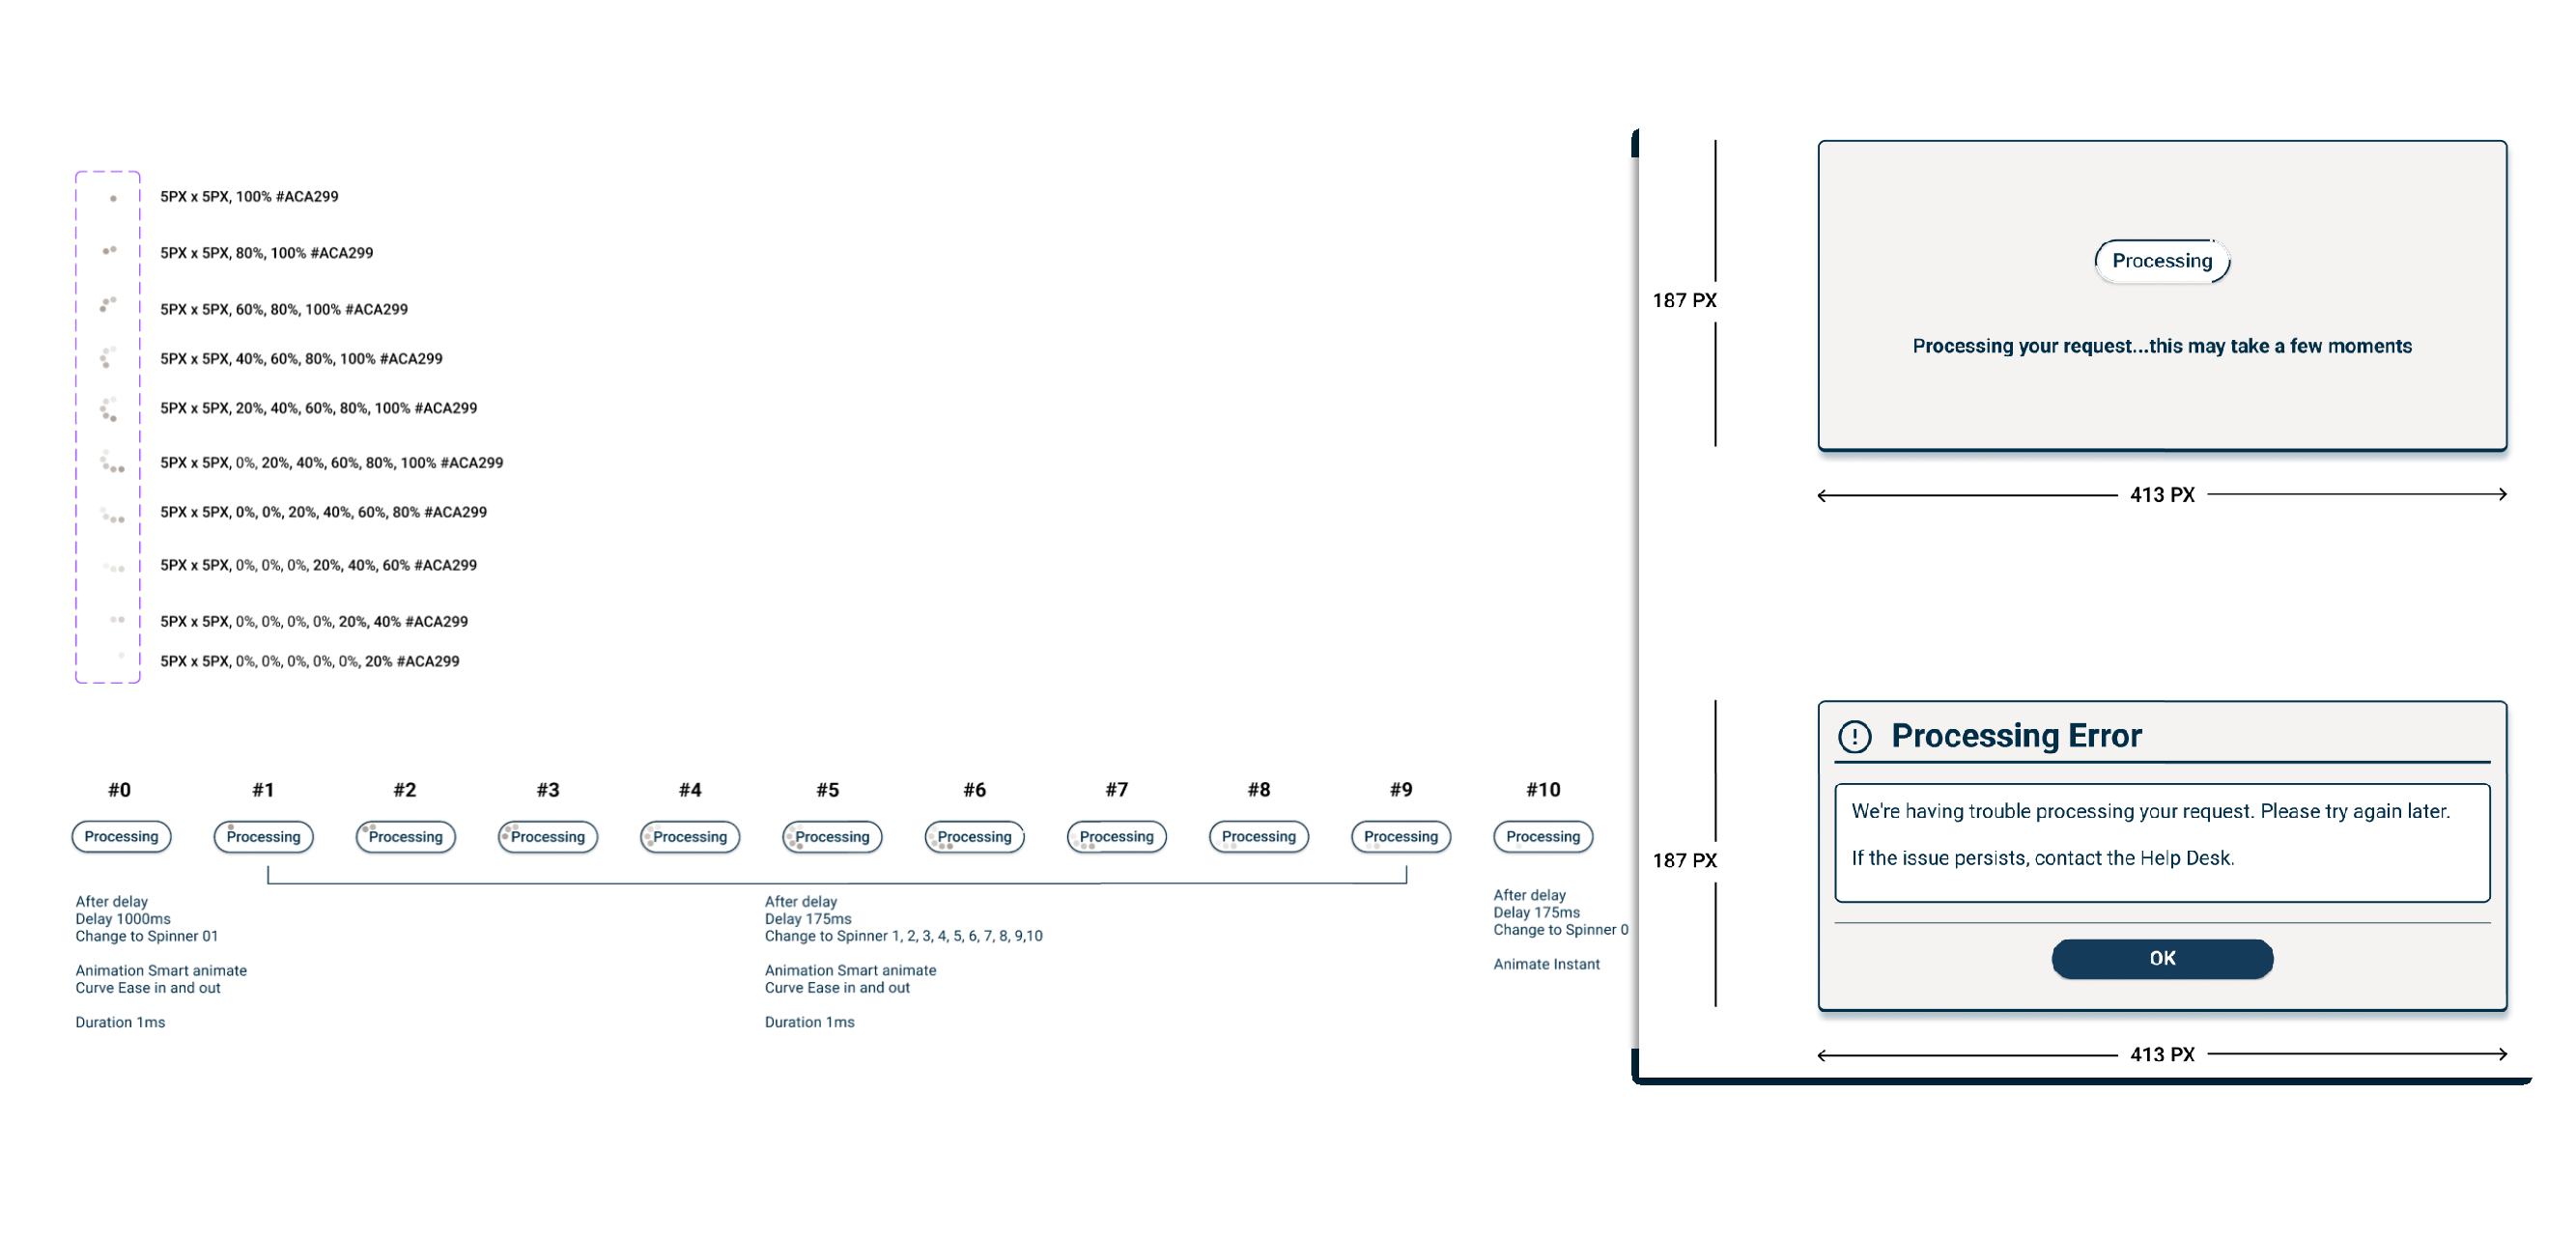 5PX x 5PX, 100% #ACA299
5PX x 5PX, 80%, 100% #ACA299
5PX x 5PX, 60%, 80%, 100% #ACA299
5PX x 5PX, 40%, 60%, 80%, 100% #ACA299
5PX x 5PX, 20%, 40%, 60%, 80%, 100% #ACA299
5PX x 5PX, 0%, 20%, 40%, 60%, 80%, 100% #ACA299
5PX x 5PX, 0%, 0%, 20%, 40%, 60%, 80% #ACA299
5PX x 5PX, 0%, 0%, 0%, 20%, 40%, 60% #ACA299
5PX x 5PX, 0%, 0%, 0%, 0%, 20%, 40% #ACA299
5PX x 5PX, 0%, 0%, 0%, 0%, 0%, 20% #ACA299
#0 #1 #2 #3 #4 #5 #6 #7 #8 #9 #10
Processing Processing Processing Processing Processing Processing Processing Processing Processing Processing Processing
After delay
Delay 1000ms
Change to Spinner 01
Animation Smart animate
Curve Ease in and out
Duration 1ms
After delay
Delay 175ms
Change to Spinner 1, 2, 3, 4, 5, 6, 7, 8, 9,10
Animation Smart animate
Curve Ease in and out
Duration 1ms
After delay
Delay 175ms
Change to Spinner 0
Animate Instant
187 PX
Processing
Processing your request...this may take a few moments
413 PX
187 PX
! Processing Error
We're having trouble processing your request. Please try again later.
If the issue persists, contact the Help Desk.
OK
413 PX